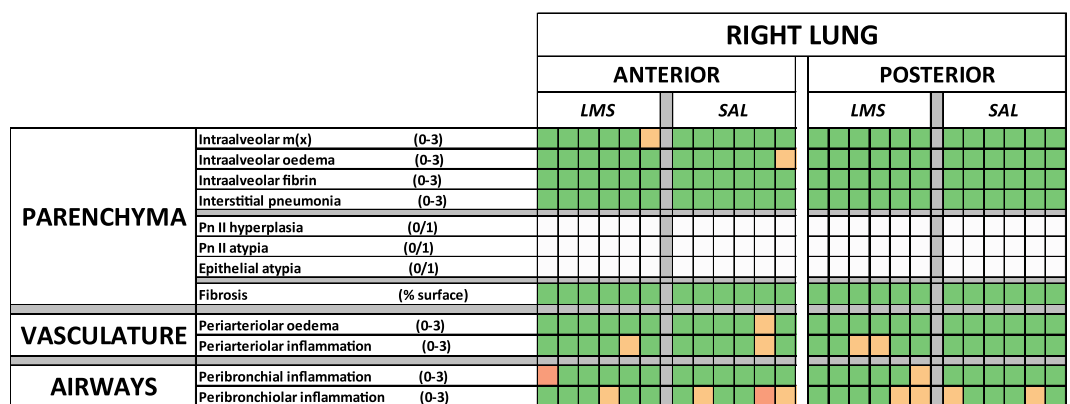 RIGHT LUNG
ANTERIOR POSTERIOR
LMS SAL LMS SAL
PARENCHYMA
Intraalveolar m(x) (0-3)
Intraalveolar oedema (0-3)
Intraalveolar fibrin (0-3)
Interstitial pneumonia (0-3)
Pn II hyperplasia (0/1)
Pn II atypia (0/1)
Epithelial atypia (0/1)
Fibrosis (% surface)
VASCULATURE
Periarteriolar oedema (0-3)
Periarteriolar inflammation (0-3)
AIRWAYS
Peribronchial inflammation (0-3)
Peribronchiolar inflammation (0-3)